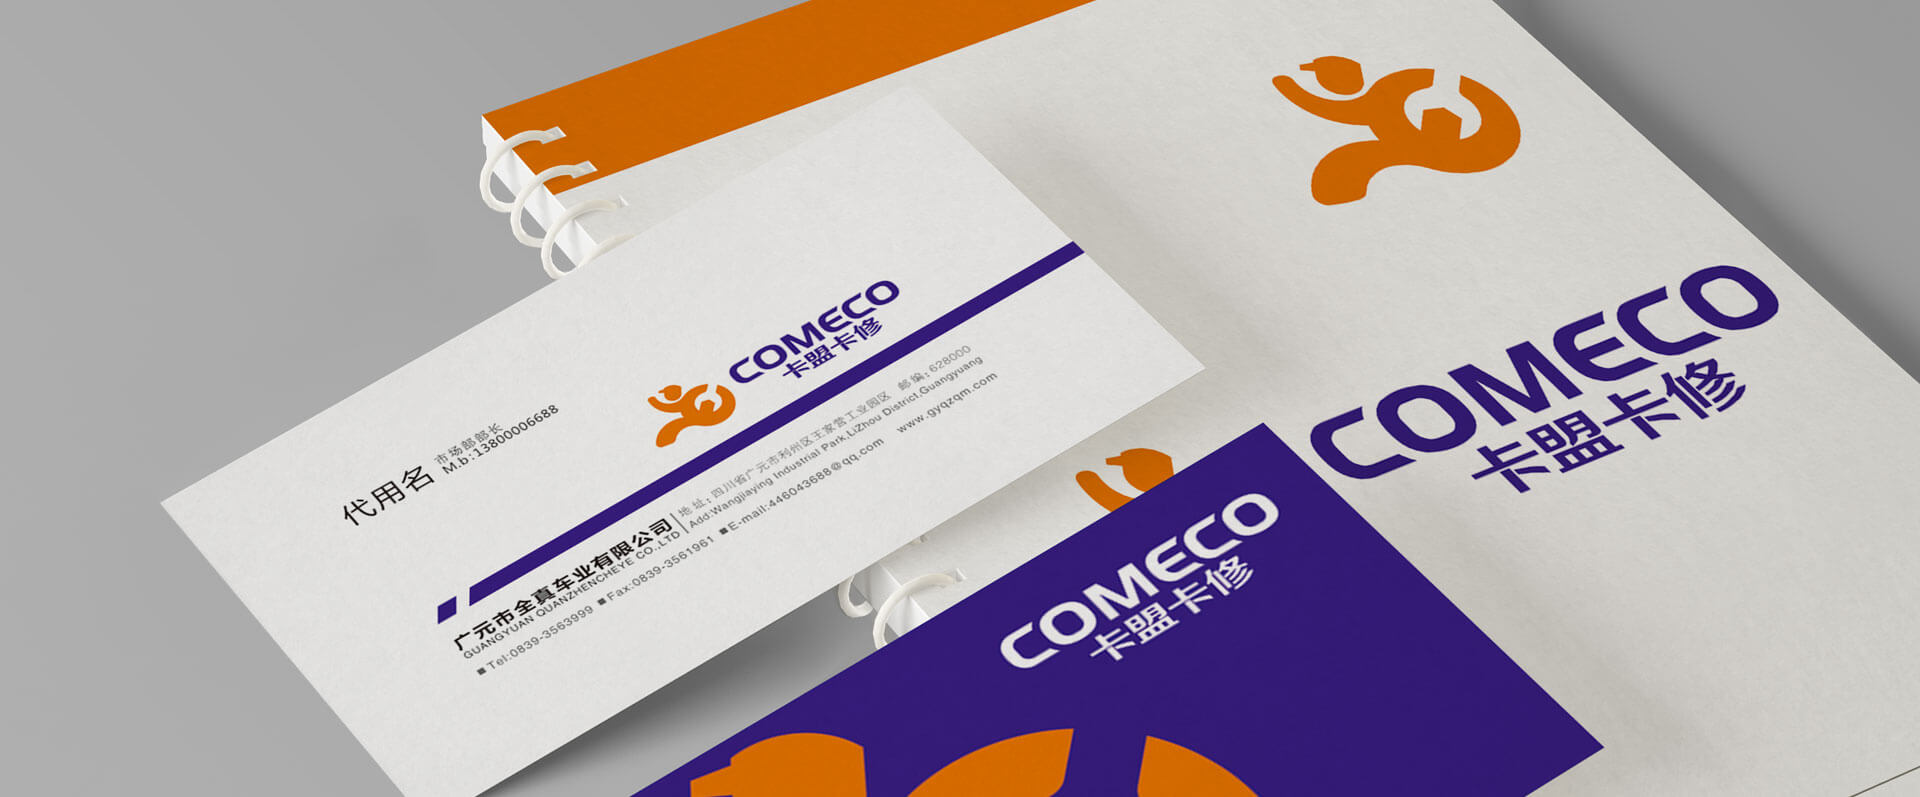 代用名
市场部部长
M.b:13800006688
COMECO
卡盟卡修
广元市全真车业有限公司
GUANGYUAN QUANZHENCHEYE CO.,LTD
地 址: 四川省广元市利州区王家营工业园区 邮 编: 628000
Add:Wangjiaying Industrial Park,LiZhou District,Guangyuang
■Tel:0839-3563999 ■Fax:0839-3561961 ■E-mail:446043688@qq.com www.gyqzqm.com
COMECO
卡盟卡修
COMECO
卡盟卡修